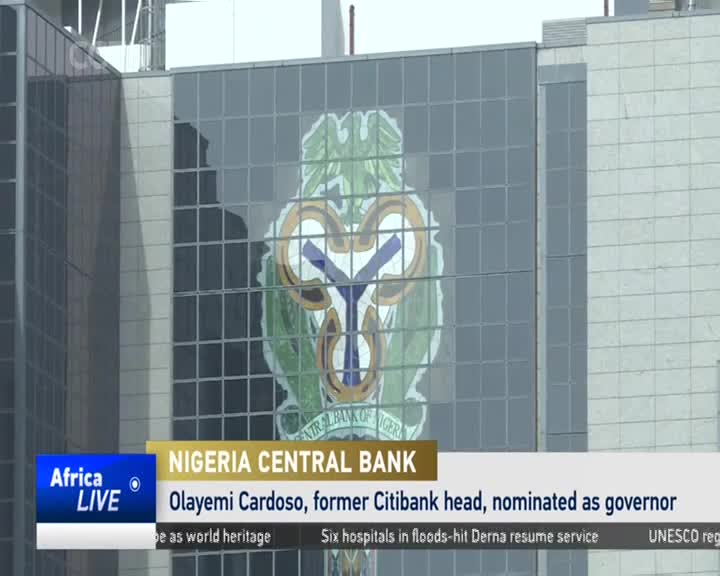 CENTRAL BANK OF NIGERIA
NIGERIA CENTRAL BANK
Africa
LIVE
Olayemi Cardoso, former Citibank head, nominated as governor
be as world heritage Six hospitals in floods-hit Derna resume service UNESCO reg